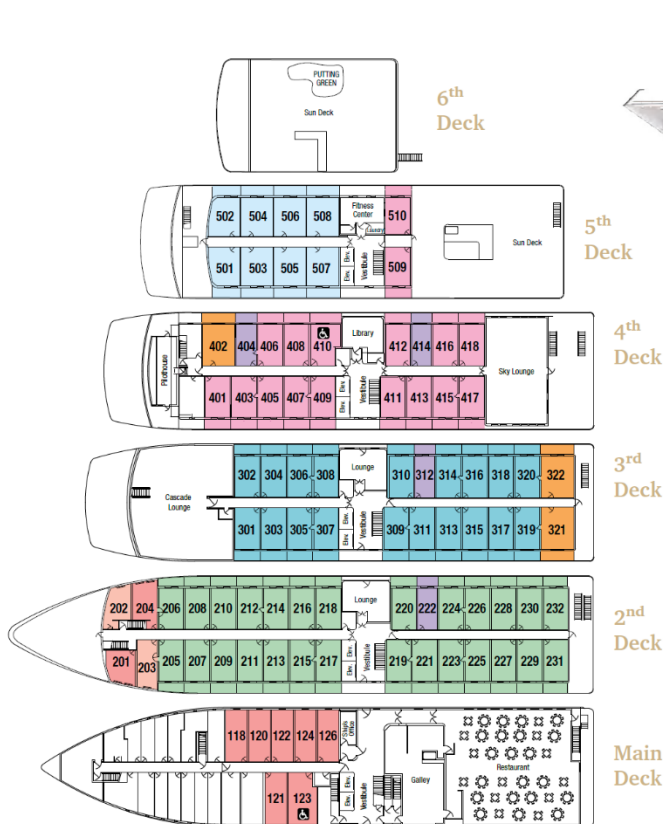 PUTTING
GREEN
Sun Deck
6th
Deck
502 504 506 508 Fitness
Center
Laundry
510
501 503 505 507 Elev. Elev. Vestibule 509
Sun Deck
5th
Deck
402 404 406 408 410 Library 412 414 416 418
Pilothouse
401 403 405 407 409 Elev. Elev. Vestibule 411 413 415 417
Sky Lounge
4th
Deck
302 304 306 308 Lounge 310 312 314 316 318 320 322
Cascade
Lounge
301 303 305 307 Elev. Elev. Vestibule 309 311 313 315 317 319 321
3rd
Deck
202 204 206 208 210 212 214 216 218 Lounge 220 222 224 226 228 230 232
201 203 205 207 209 211 213 215 217 Elev. Elev. Vestibule 219 221 223 225 227 229 231
2nd
Deck
118 120 122 124 126 Ship's
Office
121 123 Elev. Elev. Vestibule
Galley
Restaurant
Main
Deck